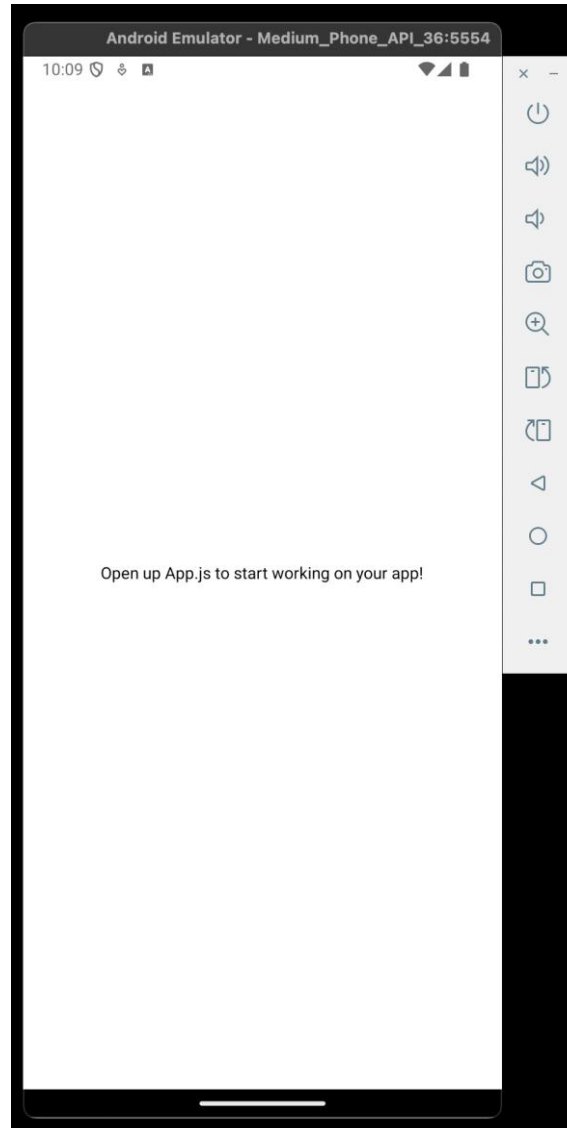 Android Emulator - Medium_Phone_API_36:5554
10:09
A
Open up App.js to start working on your app!